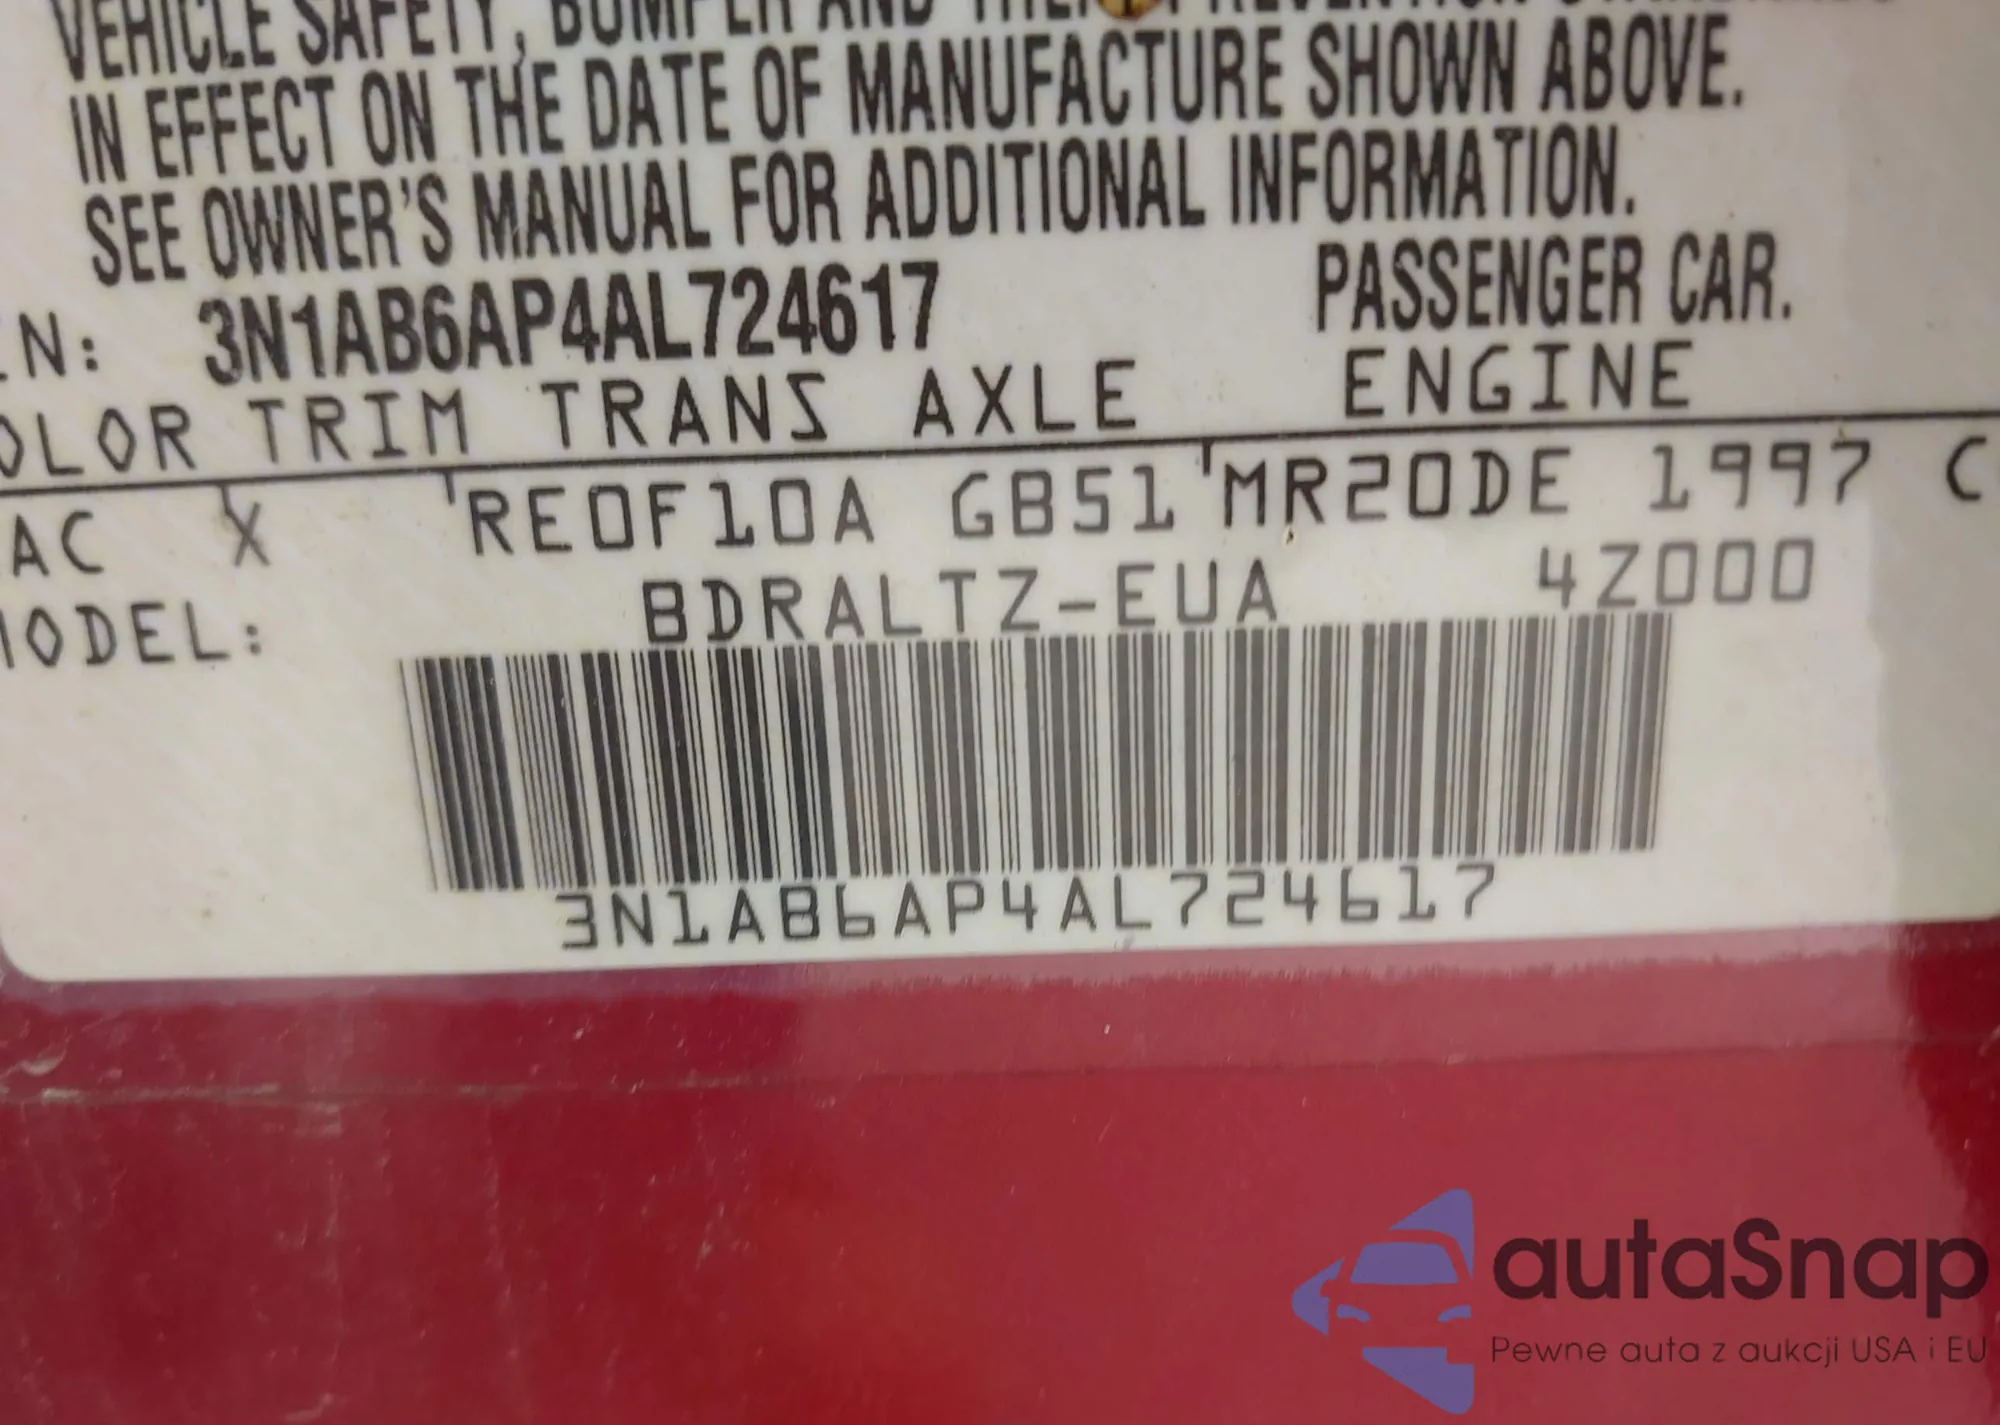 VEHICLE SAFETY, BUMPER AND THEFT PREVENTION STANDARDS
IN EFFECT ON THE DATE OF MANUFACTURE SHOWN ABOVE.
SEE OWNER'S MANUAL FOR ADDITIONAL INFORMATION.
IN: 3N1AB6AP4AL724617 PASSENGER CAR.
OLOR TRIM TRANS AXLE ENGINE
AC X RE0F10A GB51 MR20DE 1997 C
MODEL: BDRALTZ-EUA 4Z000
3N1AB6AP4AL724617
autaSnap
Pewne auta z aukcji USA i EU